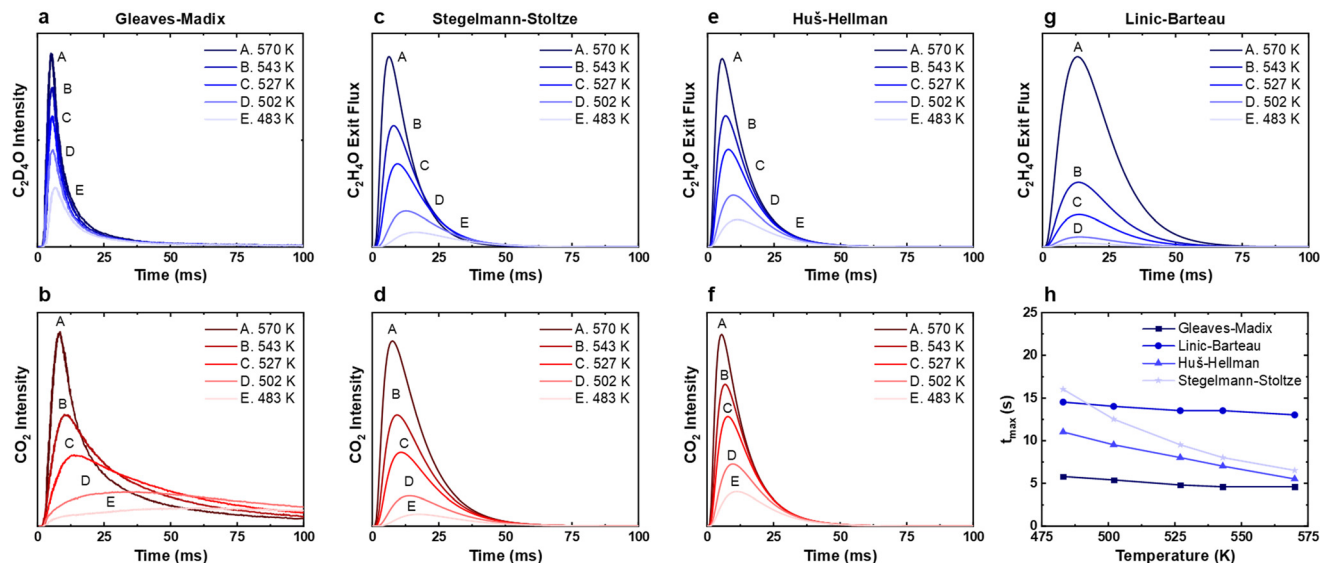 a Gleaves-Madix
C₂D₄O Intensity
A
B
C
D
E
A. 570 K
B. 543 K
C. 527 K
D. 502 K
E. 483 K
0 25 50 75 100
Time (ms)
c Stegelmann-Stoltze
C₂H₄O Exit Flux
A
B
C
D
E
A. 570 K
B. 543 K
C. 527 K
D. 502 K
E. 483 K
0 25 50 75 100
Time (ms)
e Huš-Hellman
C₂H₄O Exit Flux
A
B
C
D
E
A. 570 K
B. 543 K
C. 527 K
D. 502 K
E. 483 K
0 25 50 75 100
Time (ms)
g Linic-Barteau
C₂H₄O Exit Flux
A
B
C
D
A. 570 K
B. 543 K
C. 527 K
D. 502 K
E. 483 K
0 25 50 75 100
Time (ms)
b
CO₂ Intensity
A
B
C
D
E
A. 570 K
B. 543 K
C. 527 K
D. 502 K
E. 483 K
0 25 50 75 100
Time (ms)
d
CO₂ Intensity
A
B
C
D
E
A. 570 K
B. 543 K
C. 527 K
D. 502 K
E. 483 K
0 25 50 75 100
Time (ms)
f
CO₂ Intensity
A
B
C
D
E
A. 570 K
B. 543 K
C. 527 K
D. 502 K
E. 483 K
0 25 50 75 100
Time (ms)
h
t_max (s)
25
20
15
10
5
0
Gleaves-Madix
Linic-Barteau
Huš-Hellman
Stegelmann-Stoltze
475 500 525 550 575
Temperature (K)